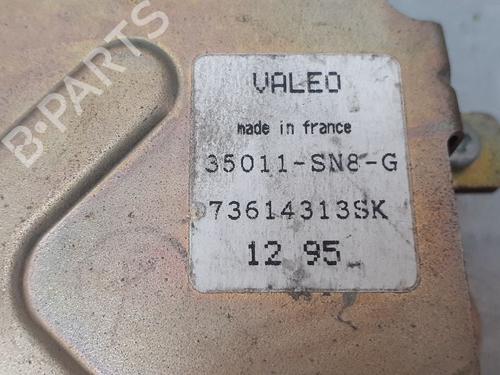 B-PARTS
VALEO
made in france
35011-SN8-G
73614313SK
12 95